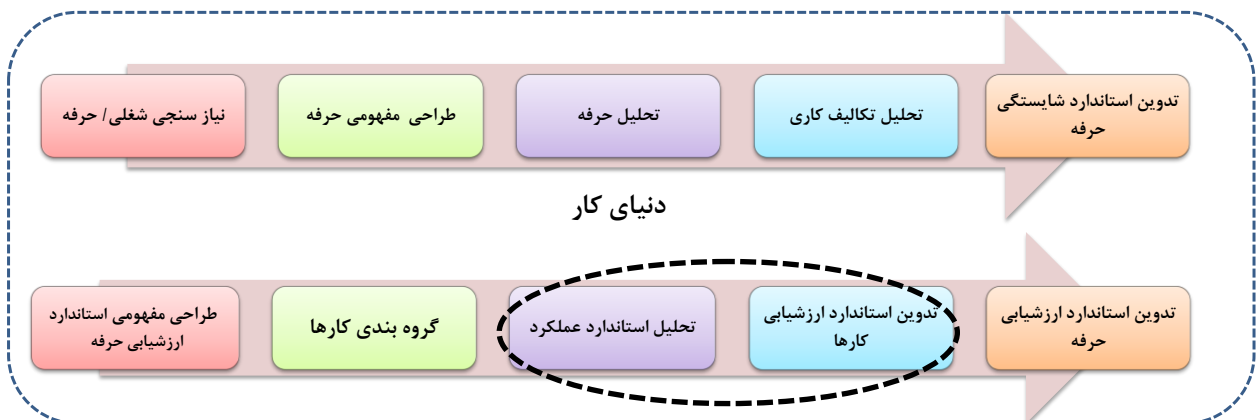 نیاز سنجی شغلی/ حرفه
طراحی مفهومی حرفه
تحلیل حرفه
تحلیل تکالیف کاری
تدوین استاندارد شایستگی
حرفه
دنیای کار
طراحی مفهومی استاندارد
ارزشیابی حرفه
گروه بندی کارها
تحلیل استاندارد عملکرد
تدوین استاندارد ارزشیابی
کارها
تدوین استاندارد ارزشیابی
حرفه